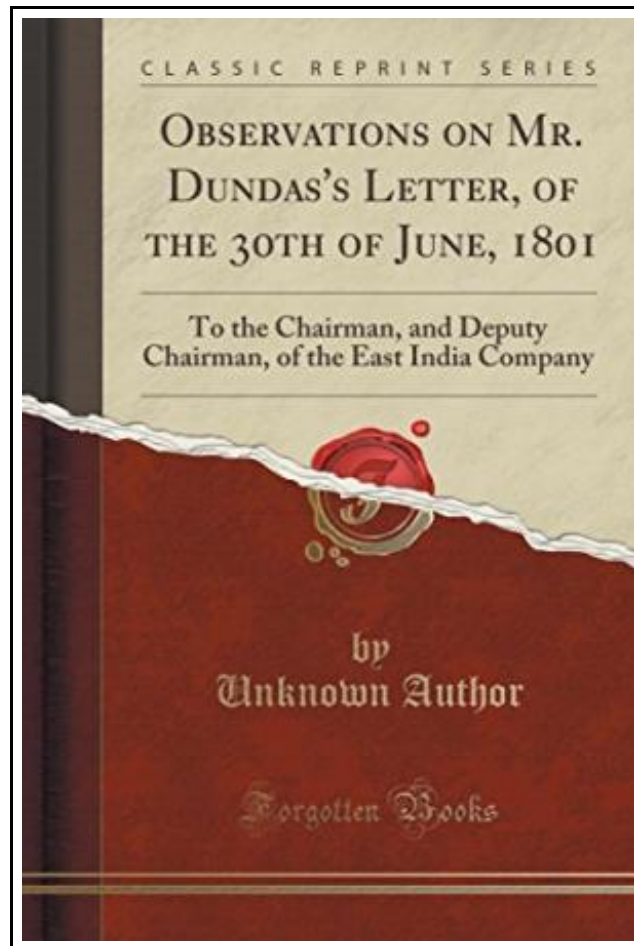 CLASSIC REPRINT SERIES
OBSERVATIONS ON MR.
DUNDAS'S LETTER, OF
THE 30TH OF JUNE, 1801
To the Chairman, and Deputy
Chairman, of the East India Company
F
by
Unknown Author
Forgotten Books